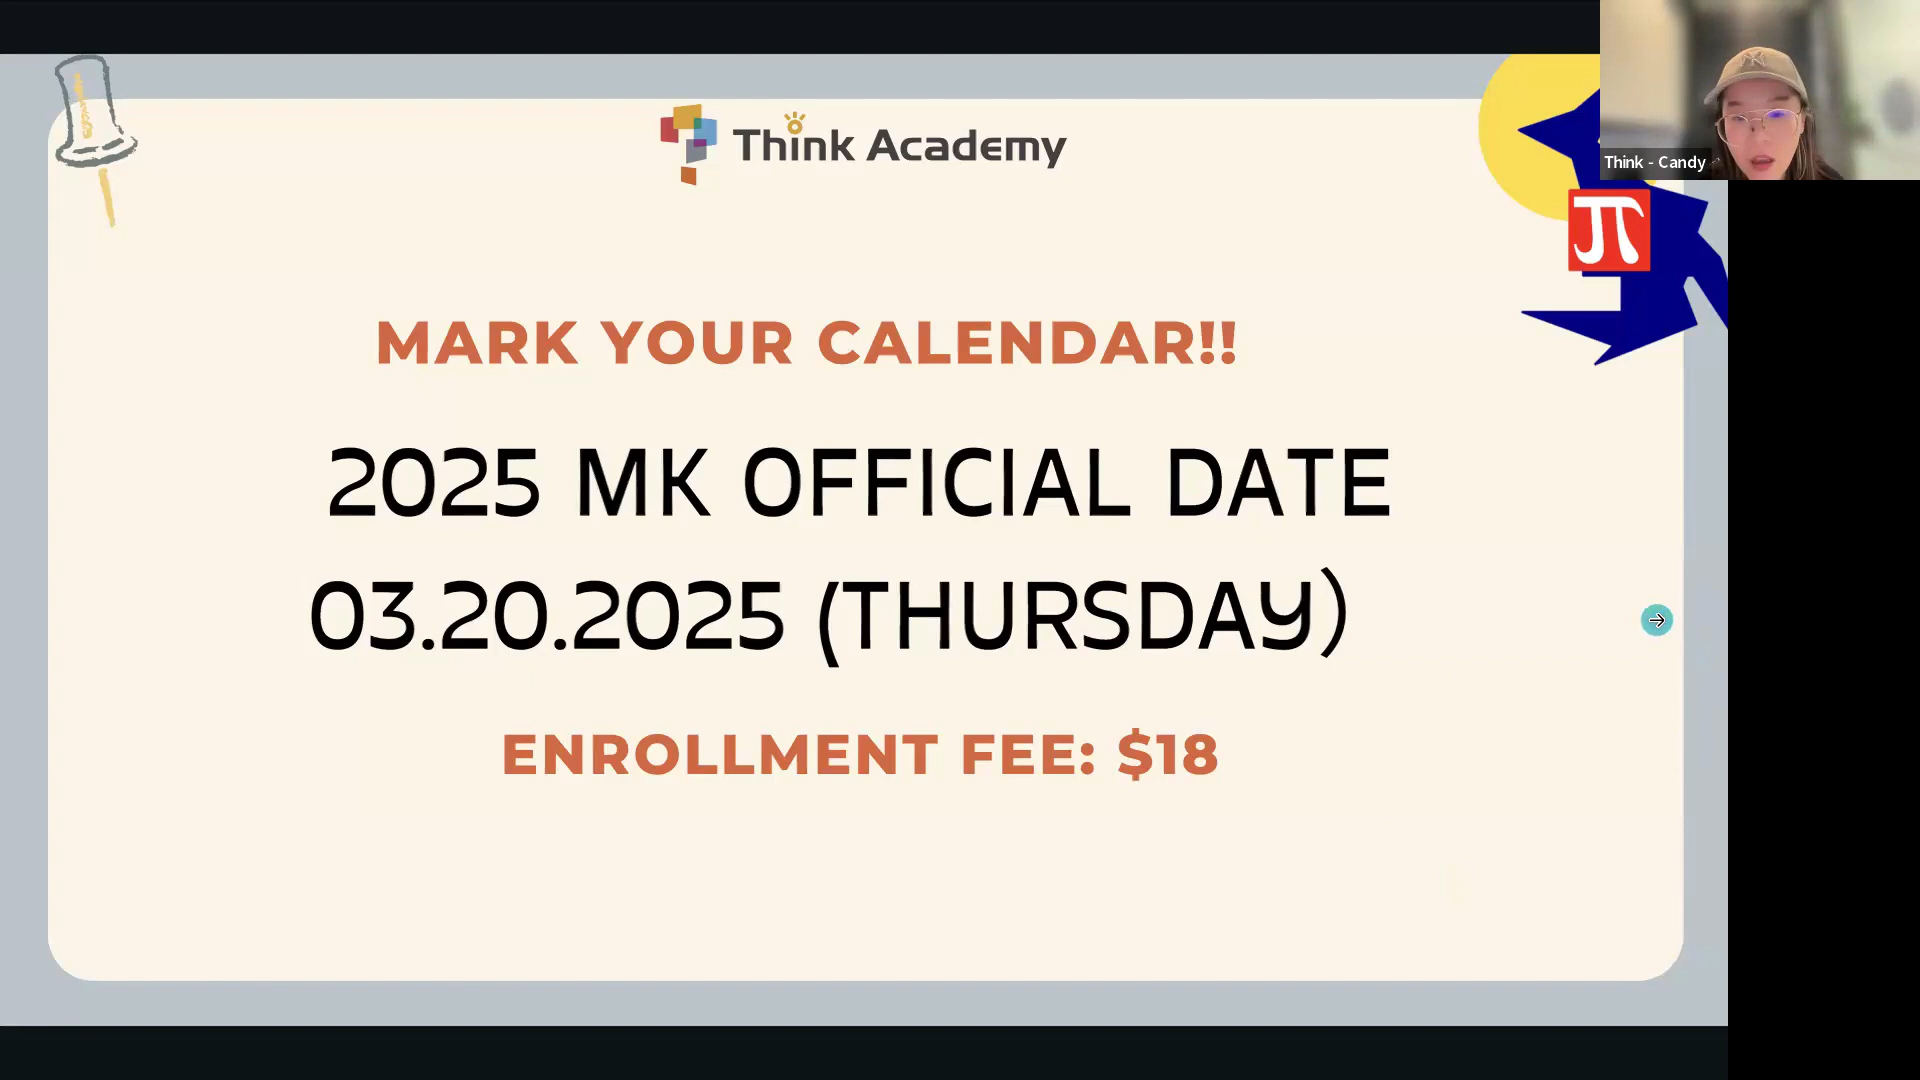 Think Academy
Think - Candy
π
MARK YOUR CALENDAR!!
2025 MK OFFICIAL DATE
03.20.2025 (THURSDAY)
ENROLLMENT FEE: $18